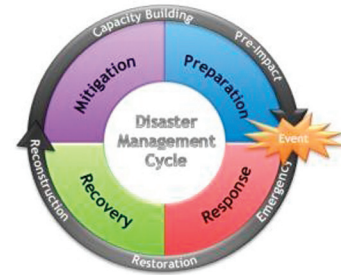 Capacity Building
Pre-Impact
Mitigation
Preparation
Disaster
Management
Cycle
Event
Recovery
Response
Reconstruction
Emergency
Restoration